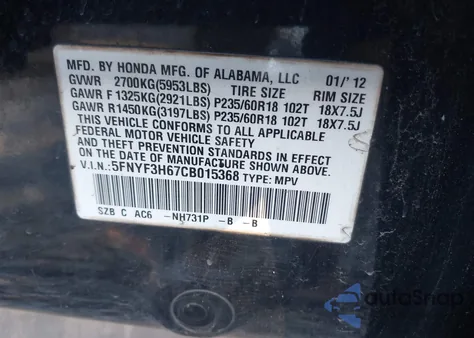 MFD. BY HONDA MFG. OF ALABAMA, LLC 01/'12
GVWR 2700KG(5953LBS) TIRE SIZE RIM SIZE
GAWR F 1325KG(2921LBS) P235/60R18 102T 18X7.5J
GAWR R1450KG(3197LBS) P235/60R18 102T 18X7.5J
THIS VEHICLE CONFORMS TO ALL APPLICABLE
FEDERAL MOTOR VEHICLE SAFETY AND
THEFT PREVENTION STANDARDS IN EFFECT ON
THE DATE OF MANUFACTURE SHOWN ABOVE.
V.I.N.:5FNYF3H67CB015368 TYPE: MPV
SZB C AC6 -NH731P -B -B
autoSnap